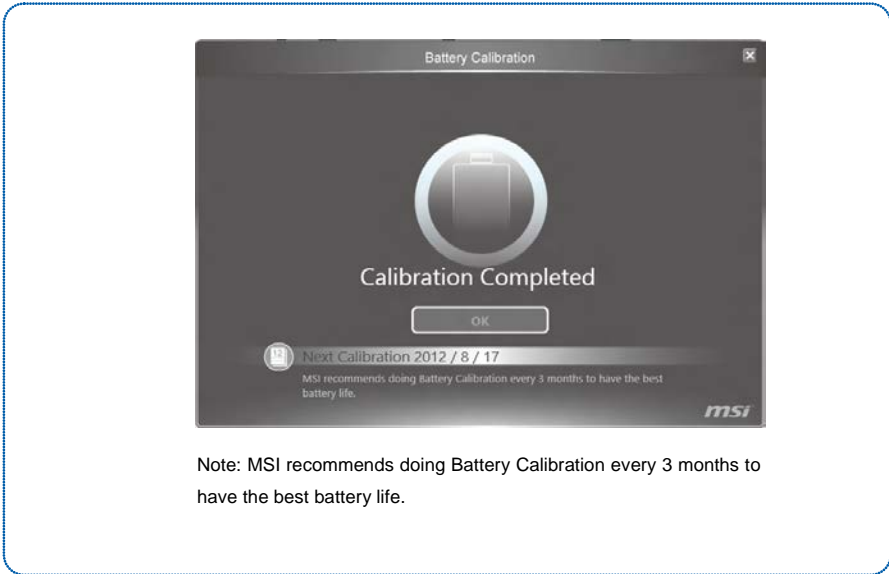 Battery Calibration
Calibration Completed
OK
12
Next Calibration 2012 / 8 / 17
MSI recommends doing Battery Calibration every 3 months to have the best
battery life.
msi
Note: MSI recommends doing Battery Calibration every 3 months to
have the best battery life.